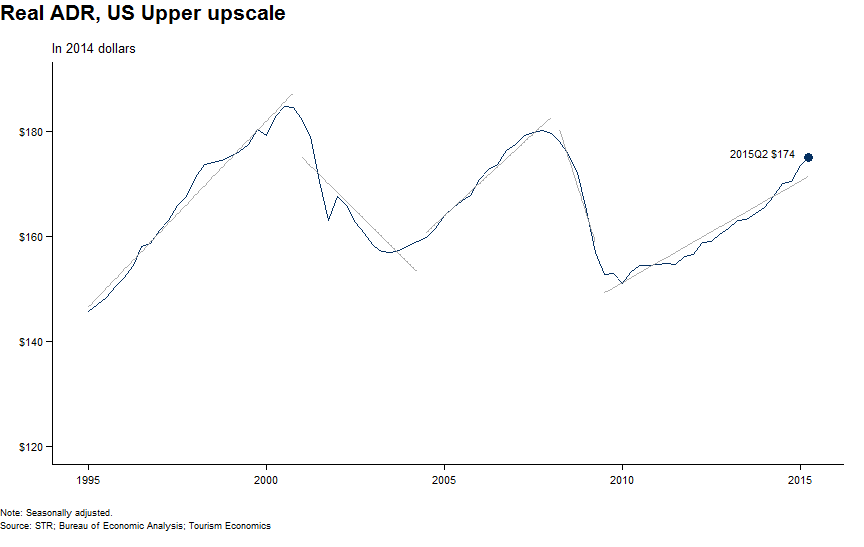 Real ADR, US Upper upscale
In 2014 dollars
$180
2015Q2 $174
$160
$140
$120
1995 2000 2005 2010 2015
Note: Seasonally adjusted.
Source: STR; Bureau of Economic Analysis; Tourism Economics